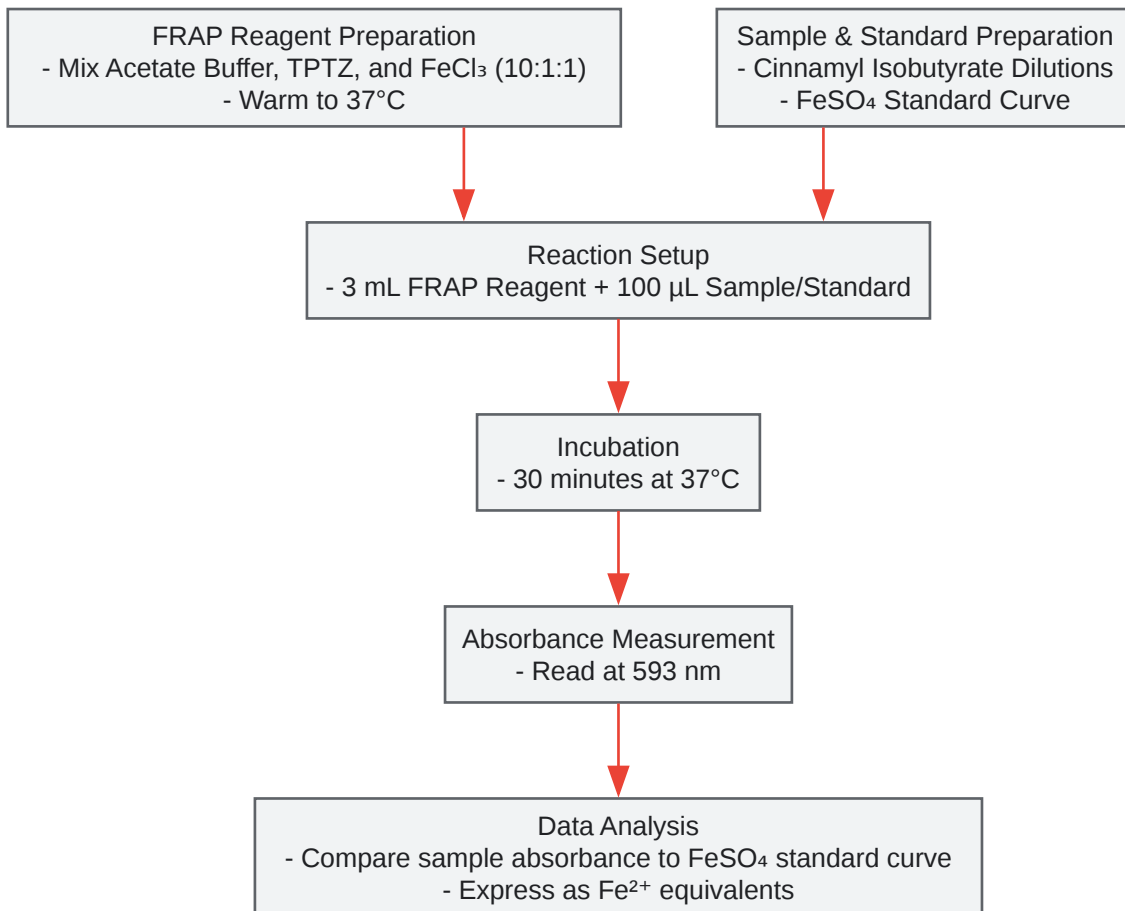 FRAP Reagent Preparation
- Mix Acetate Buffer, TPTZ, and FeCl₃ (10:1:1)
- Warm to 37°C
Sample & Standard Preparation
- Cinnamyl Isobutyrate Dilutions
- FeSO₄ Standard Curve
Reaction Setup
- 3 mL FRAP Reagent + 100 µL Sample/Standard
Incubation
- 30 minutes at 37°C
Absorbance Measurement
- Read at 593 nm
Data Analysis
- Compare sample absorbance to FeSO₄ standard curve
- Express as Fe²⁺ equivalents